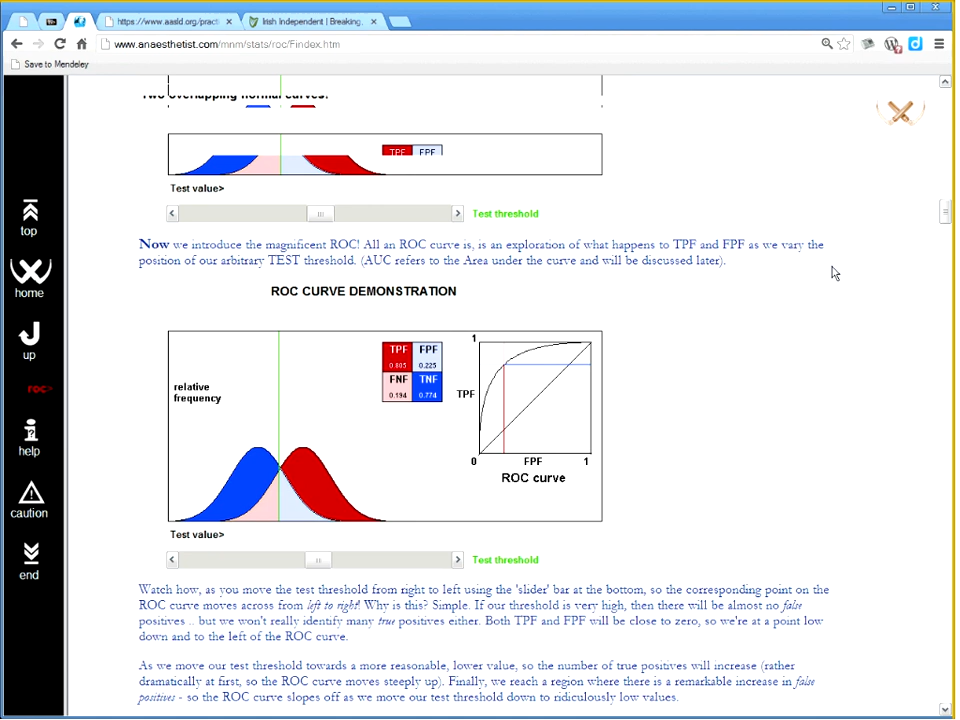 https://www.aasld.org/practi
Irish Independent | Breaking
www.anaesthetist.com/mnm/stats/roc/Findex.htm
Save to Mendeley
Two overlapping normal curves!
TPF FPF
Test value>
Test threshold
Now we introduce the magnificent ROC! All an ROC curve is, is an exploration of what happens to TPF and FPF as we vary the
position of our arbitrary TEST threshold. (AUC refers to the Area under the curve and will be discussed later).
ROC CURVE DEMONSTRATION
TPF FPF
0.805 0.225
FNF TNF
0.194 0.774
relative
frequency
1
TPF
0 FPF 1
ROC curve
Test value>
Test threshold
Watch how, as you move the test threshold from right to left using the 'slider' bar at the bottom, so the corresponding point on the
ROC curve moves across from left to right! Why is this? Simple. If our threshold is very high, then there will be almost no false
positives .. but we won't really identify many true positives either. Both TPF and FPF will be close to zero, so we're at a point low
down and to the left of the ROC curve.
As we move our test threshold towards a more reasonable, lower value, so the number of true positives will increase (rather
dramatically at first, so the ROC curve moves steeply up). Finally, we reach a region where there is a remarkable increase in false
positives - so the ROC curve slopes off as we move our test threshold down to ridiculously low values.
top
home
up
roc>
help
caution
end